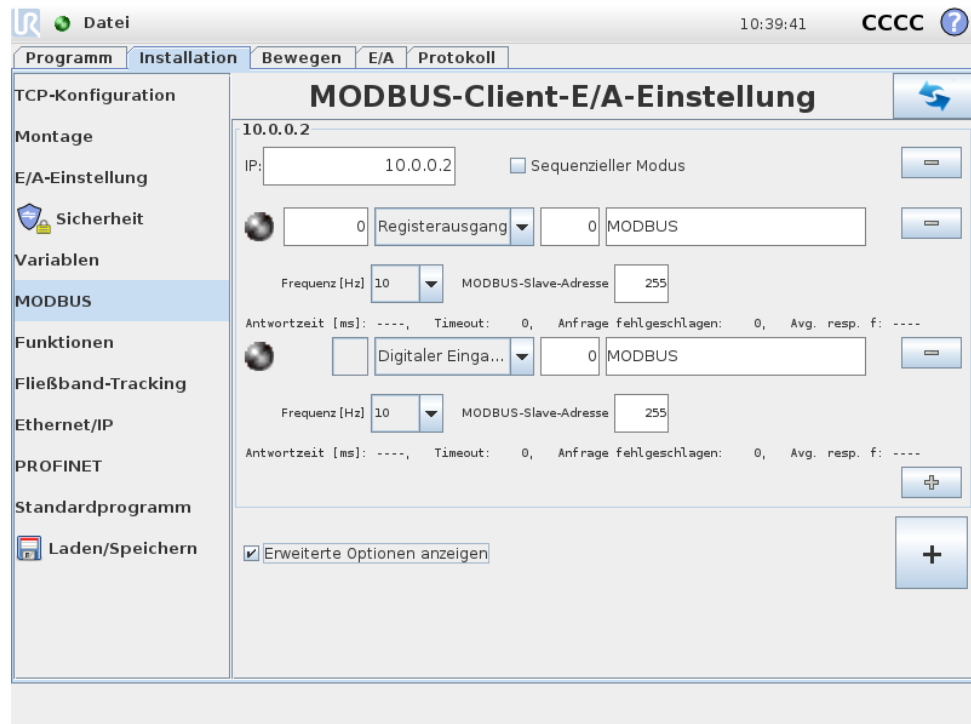 UR Datei 10:39:41 CCCC ?
Programm Installation Bewegen E/A Protokoll
TCP-Konfiguration
Montage
E/A-Einstellung
Sicherheit
Variablen
MODBUS
Funktionen
Fließband-Tracking
Ethernet/IP
PROFINET
Standardprogramm
Laden/Speichern
MODBUS-Client-E/A-Einstellung
10.0.0.2
IP: 10.0.0.2 Sequenzieller Modus
0 Registerausgang 0 MODBUS
Frequenz [Hz] 10 MODBUS-Slave-Adresse 255
Antwortzeit [ms]: ----, Timeout: 0, Anfrage fehlgeschlagen: 0, Avg. resp. f: ----
Digitaler Einga... 0 MODBUS
Frequenz [Hz] 10 MODBUS-Slave-Adresse 255
Antwortzeit [ms]: ----, Timeout: 0, Anfrage fehlgeschlagen: 0, Avg. resp. f: ----
Erweiterte Optionen anzeigen